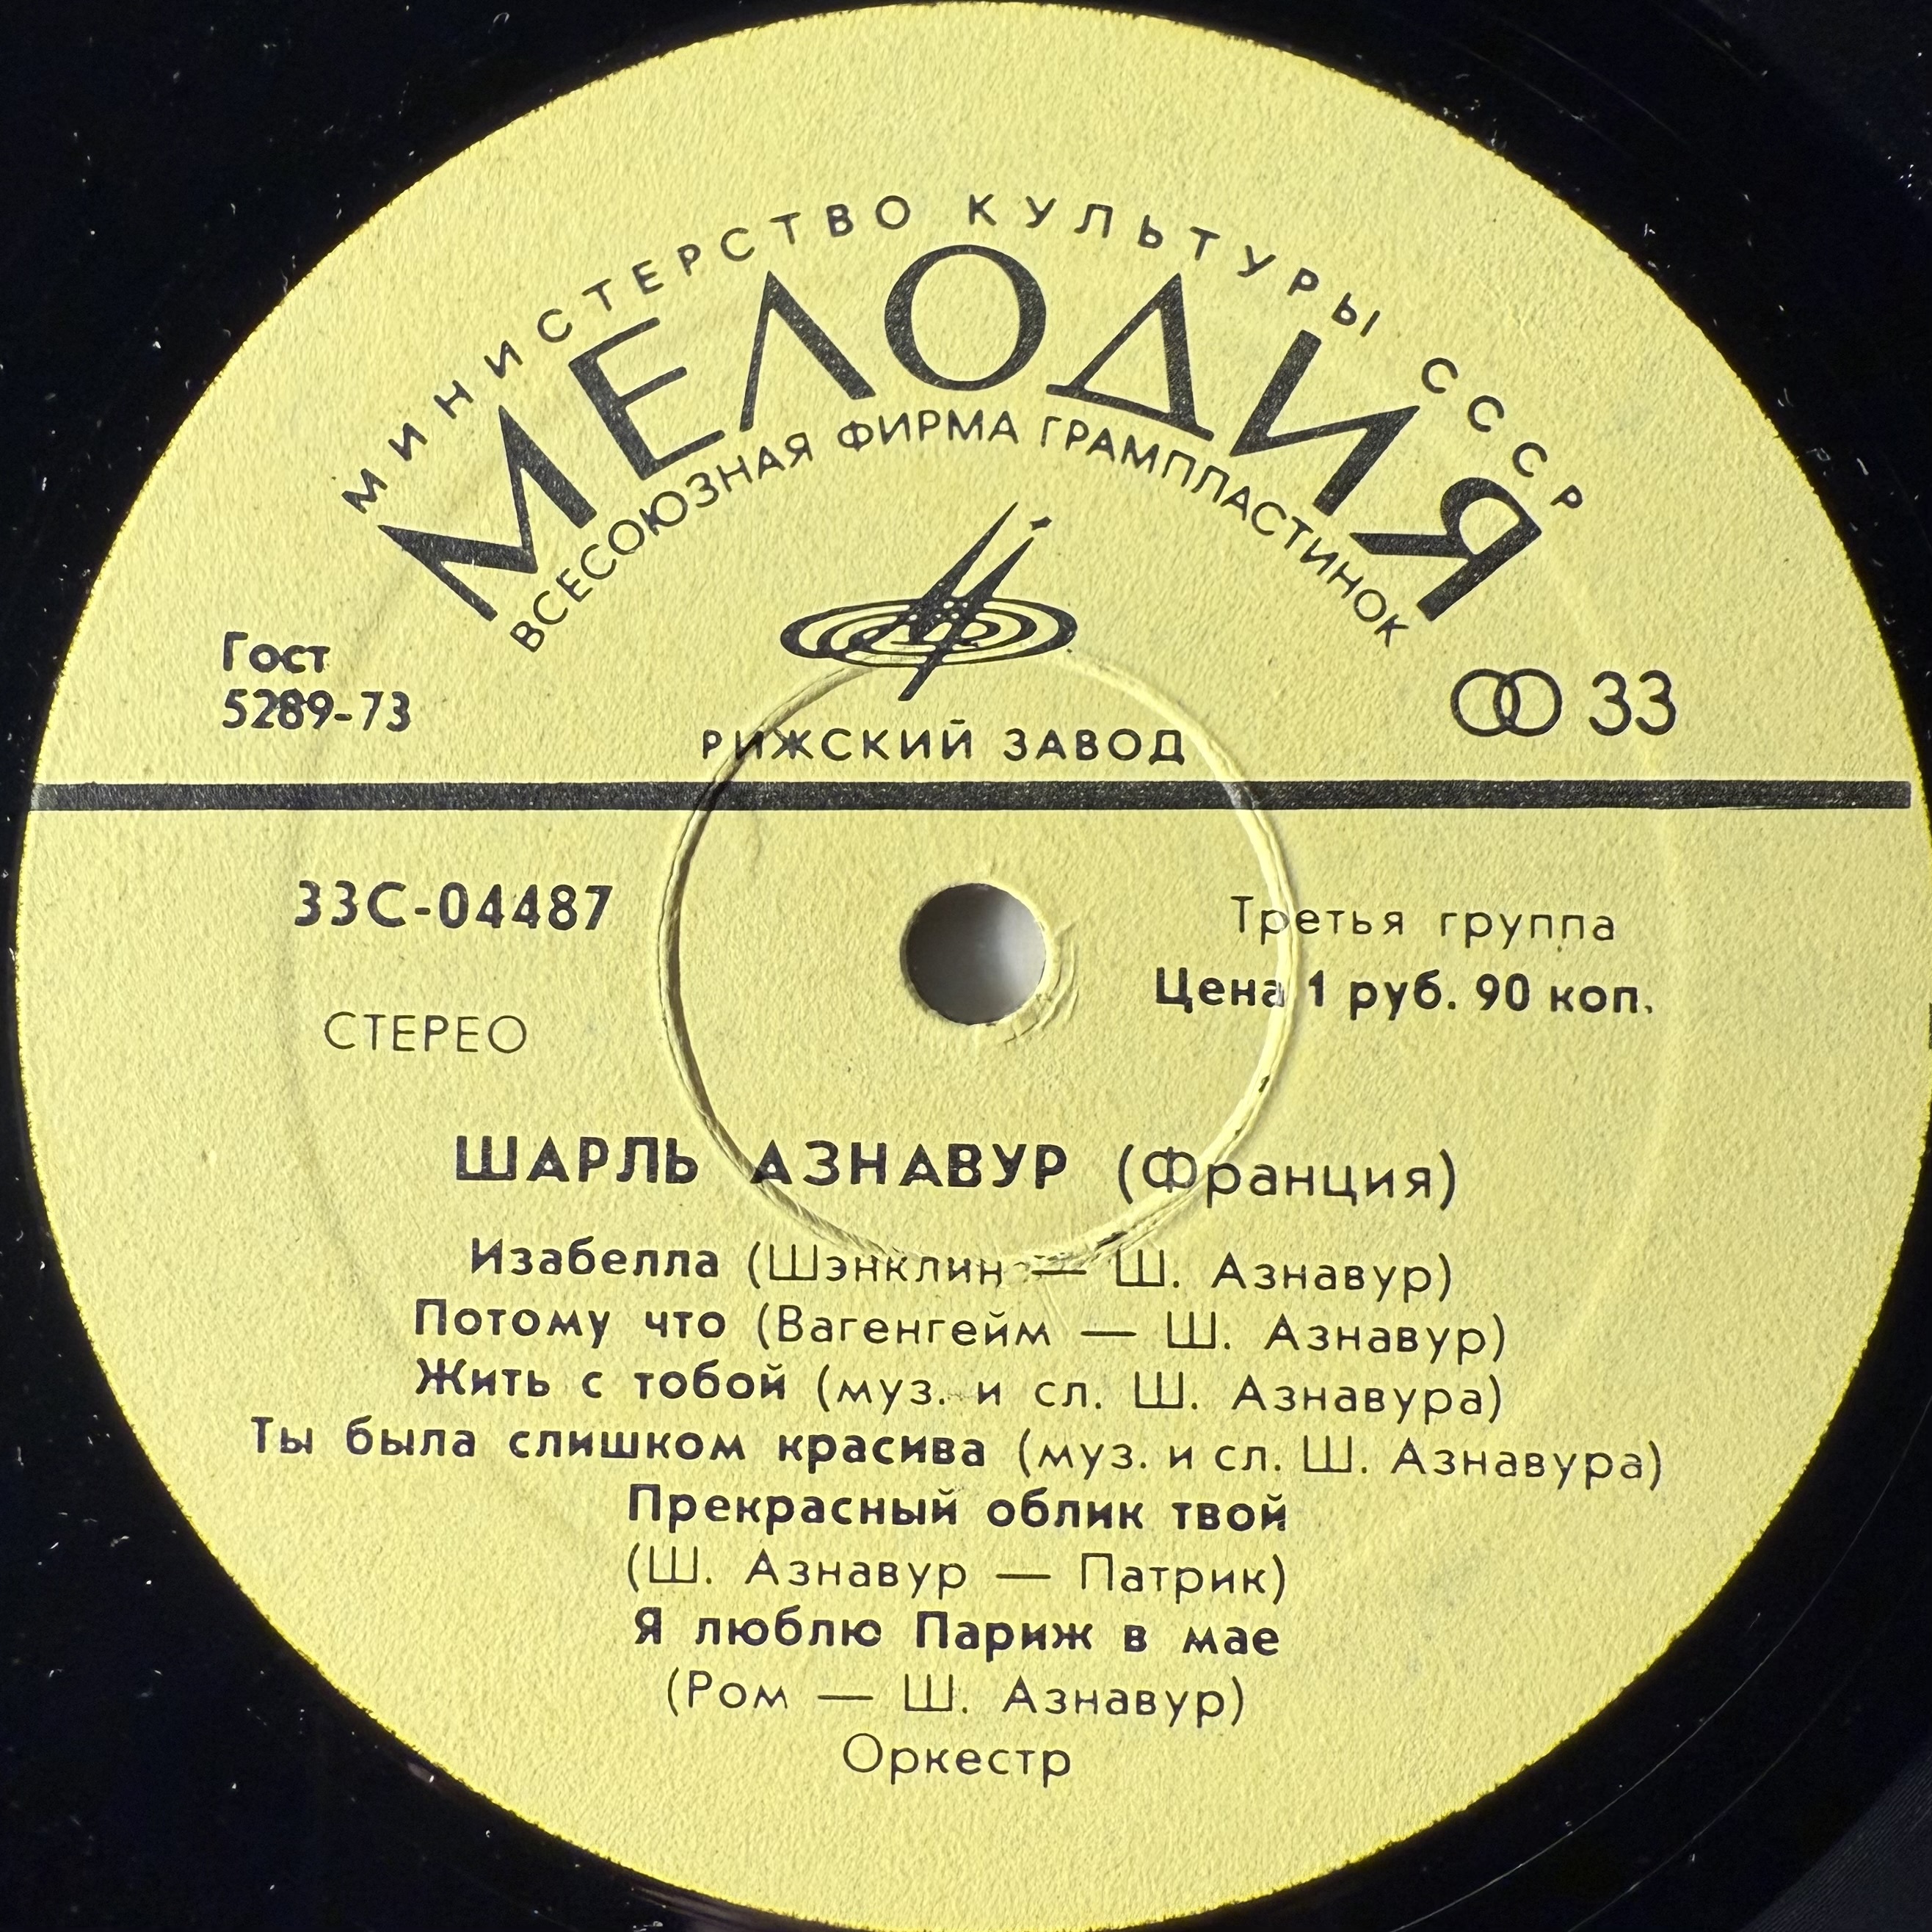 МИНИСТЕРСТВО КУЛЬТУРЫ СССР
МЕЛОДИЯ
ВСЕСОЮЗНАЯ ФИРМА ГРАМПЛАСТИНОК
Гост
5289-73
33
РИЖСКИЙ ЗАВОД
33С-04487
Третья группа
Цена 1 руб. 90 коп.
СТЕРЕО
ШАРЛЬ АЗНАВУР (Франция)
Изабелла (Шэнклин — Ш. Азнавур)
Потому что (Вагенгейм — Ш. Азнавур)
Жить с тобой (муз. и сл. Ш. Азнавура)
Ты была слишком красива (муз. и сл. Ш. Азнавура)
Прекрасный облик твой
(Ш. Азнавур — Патрик)
Я люблю Париж в мае
(Ром — Ш. Азнавур)
Оркестр